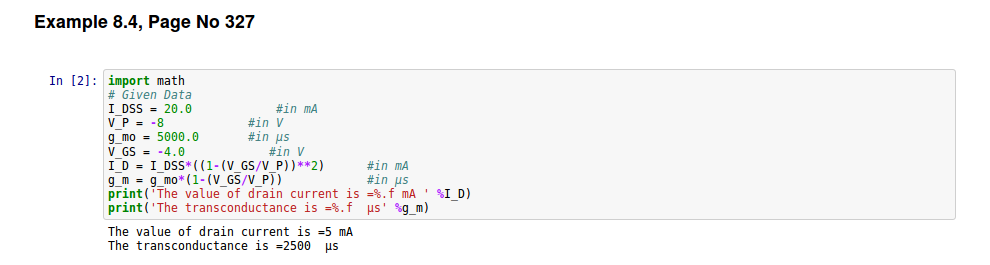 Example 8.4, Page No 327
In [2]: import math
# Given Data
I_DSS = 20.0 #in mA
V_P = -8 #in V
g_mo = 5000.0 #in μs
V_GS = -4.0 #in V
I_D = I_DSS*((1-(V_GS/V_P))**2) #in mA
g_m = g_mo*(1-(V_GS/V_P)) #in μs
print('The value of drain current is =%.f mA ' %I_D)
print('The transconductance is =%.f  μs' %g_m)
The value of drain current is =5 mA
The transconductance is =2500  μs